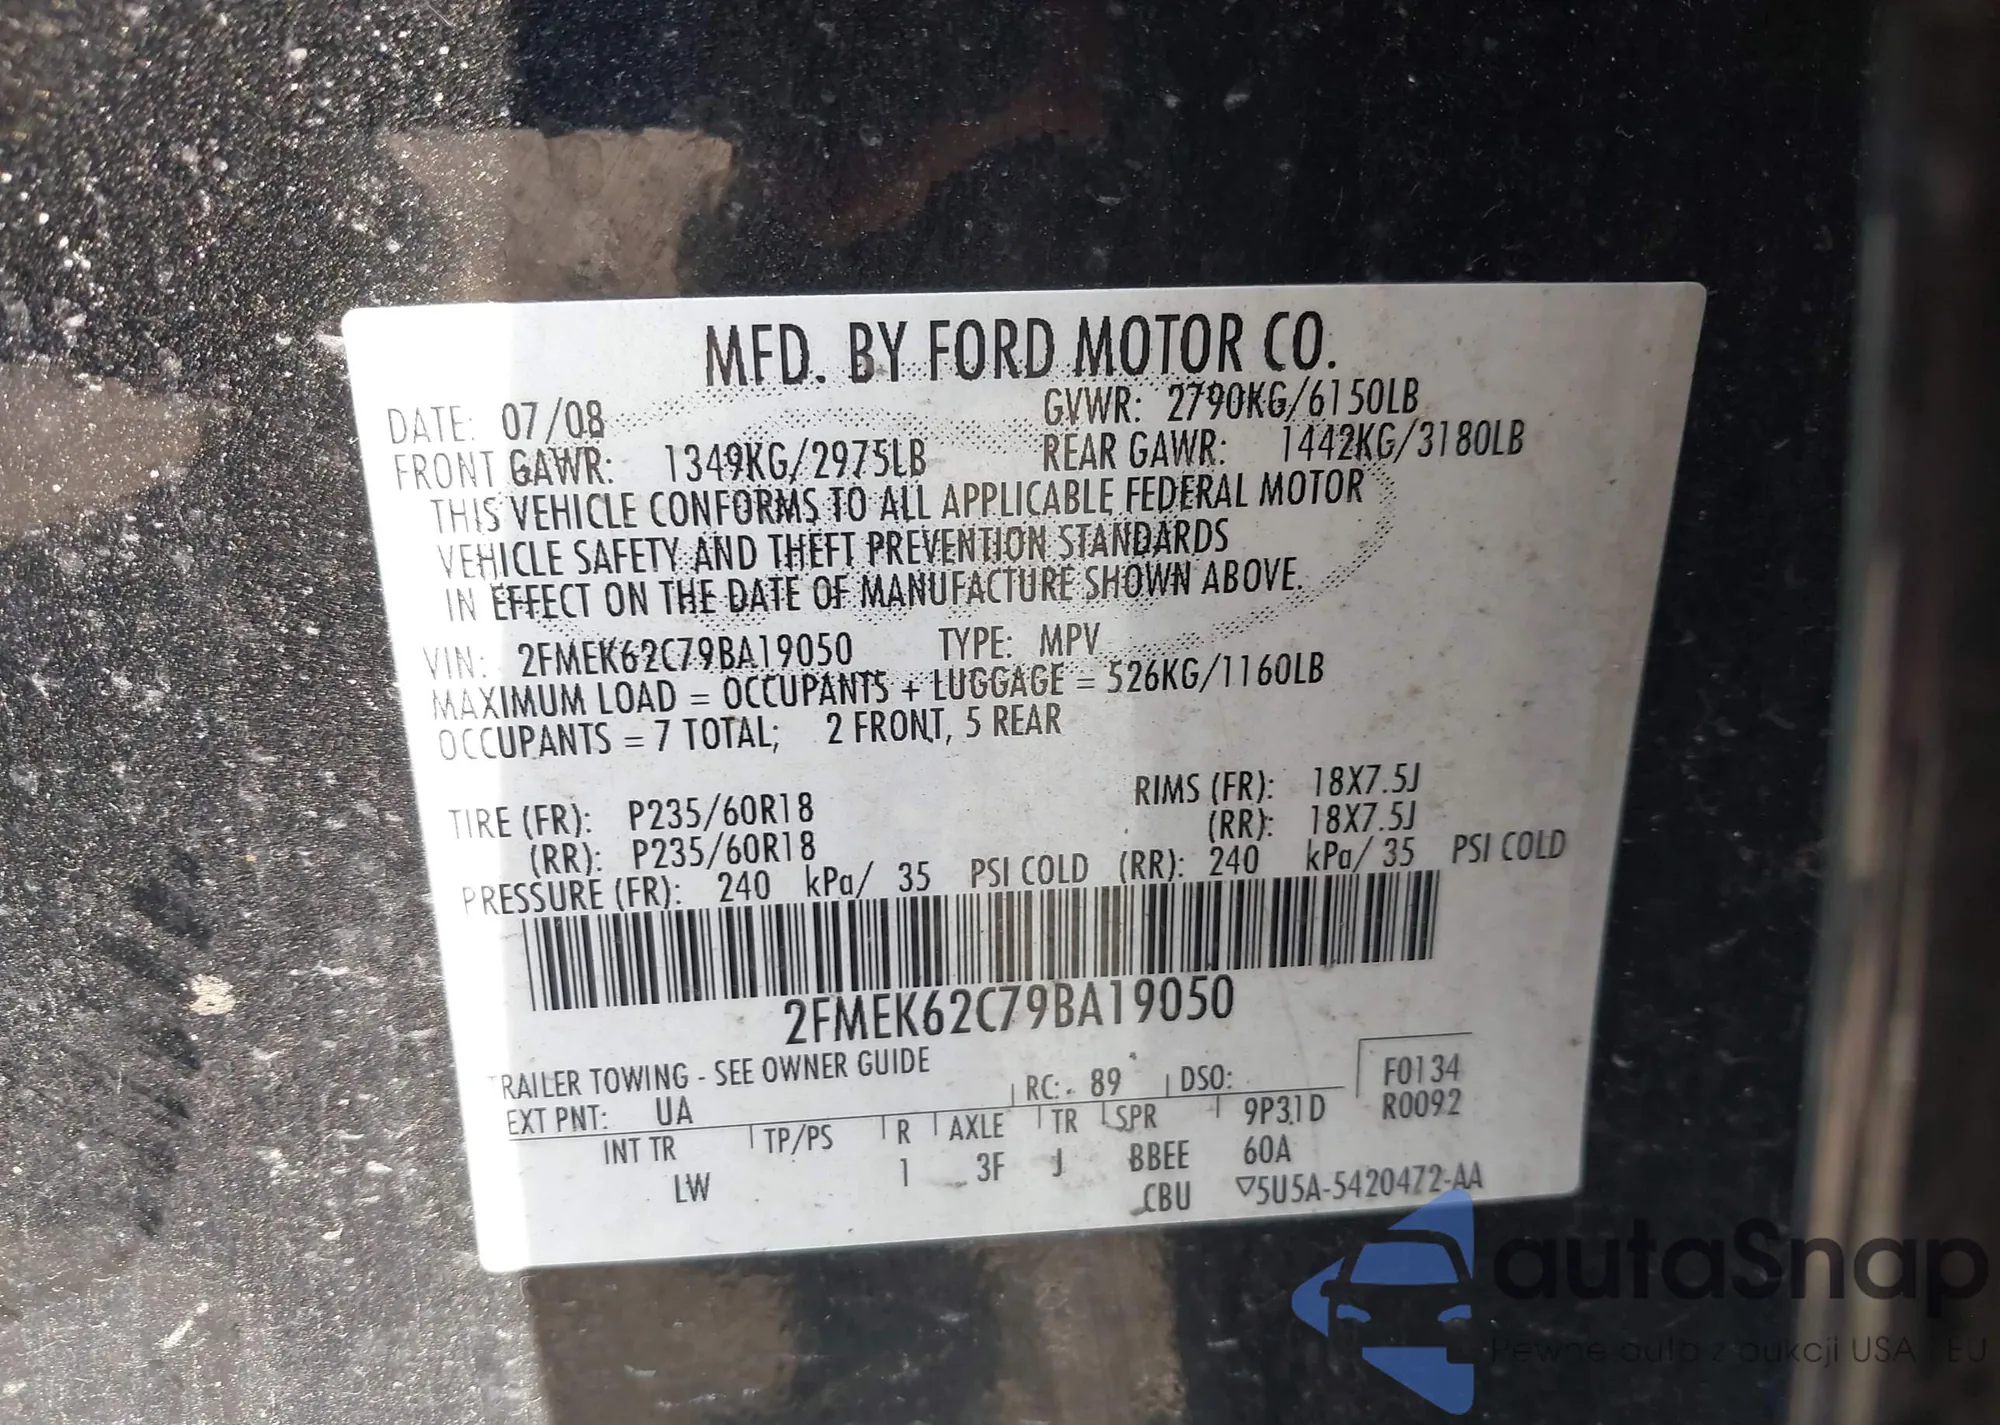 MFD. BY FORD MOTOR CO.
DATE: 07/08 GVWR: 2790KG/6150LB
FRONT GAWR: 1349KG/2975LB REAR GAWR: 1442KG/3180LB
THIS VEHICLE CONFORMS TO ALL APPLICABLE FEDERAL MOTOR
VEHICLE SAFETY AND THEFT PREVENTION STANDARDS
IN EFFECT ON THE DATE OF MANUFACTURE SHOWN ABOVE.
VIN: 2FMEK62C79BA19050 TYPE: MPV
MAXIMUM LOAD = OCCUPANTS + LUGGAGE = 526KG/1160LB
OCCUPANTS = 7 TOTAL; 2 FRONT, 5 REAR
TIRE (FR): P235/60R18 RIMS (FR): 18X7.5J
(RR): P235/60R18 (RR): 18X7.5J
PRESSURE (FR): 240 kPa/ 35 PSI COLD (RR): 240 kPa/ 35 PSI COLD
2FMEK62C79BA19050
TRAILER TOWING - SEE OWNER GUIDE
EXT PNT: UA RC: 89 DSO: F0134
INT TR TP/PS R AXLE TR SPR 9P31D R0092
LW 1 3F J BBEE 60A
CBU ▽5U5A-5420472-AA
autaSnap
Pewne auta z aukcji USA i EU